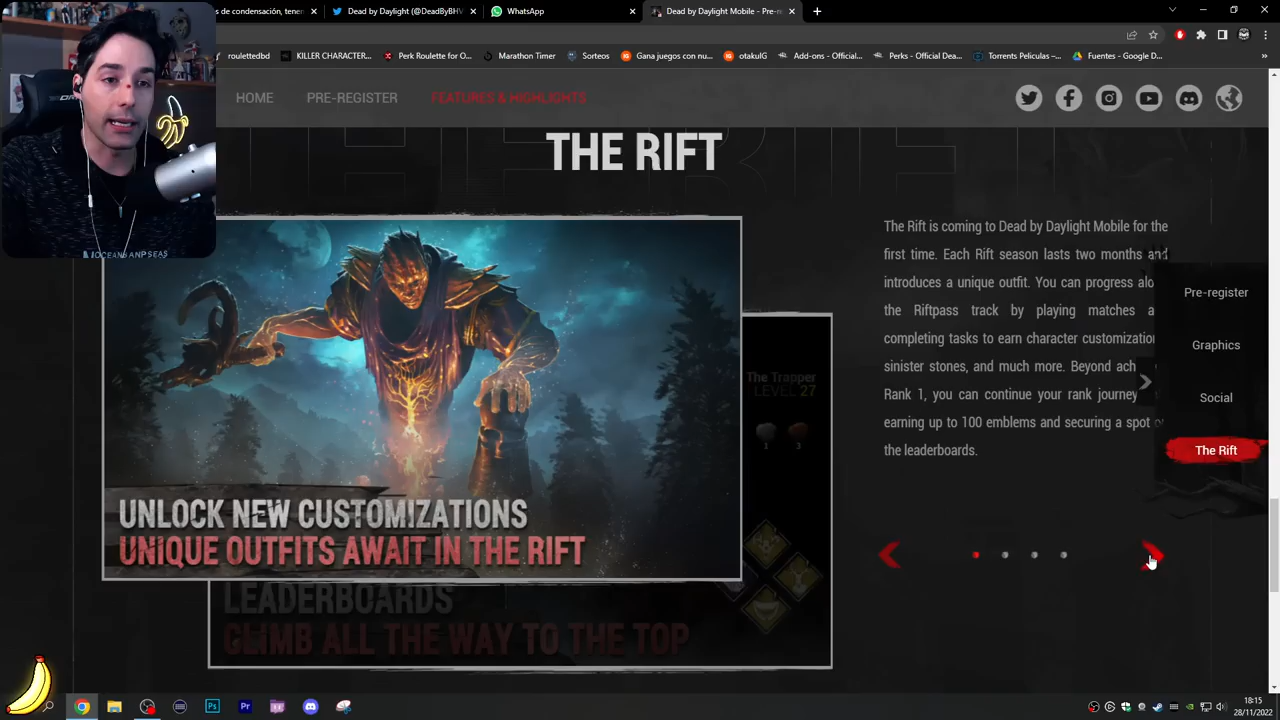 s de condensación, tenen
Dead by Daylight (@DeadByBHV
WhatsApp
Dead by Daylight Mobile - Pre-r
roulettedbd
KILLER CHARACTER...
Perk Roulette for O...
Marathon Timer
Sorteos
Gana juegos con nu...
otakuIG
Add-ons - Official...
Perks - Official Dea...
Torrents Peliculas –...
Fuentes - Google D...
HOME
PRE-REGISTER
FEATURES & HIGHLIGHTS
THE RIFT
The Rift is coming to Dead by Daylight Mobile for the
first time. Each Rift season lasts two months and
introduces a unique outfit. You can progress alo
the Riftpass track by playing matches a
completing tasks to earn character customizatio
sinister stones, and much more. Beyond ach
Rank 1, you can continue your rank journey
earning up to 100 emblems and securing a spot o
the leaderboards.
Pre-register
Graphics
Social
The Rift
The Trapper
LEVEL 27
1
3
UNLOCK NEW CUSTOMIZATIONS
UNIQUE OUTFITS AWAIT IN THE RIFT
LEADERBOARDS
CLIMB ALL THE WAY TO THE TOP
18:15
28/11/2022